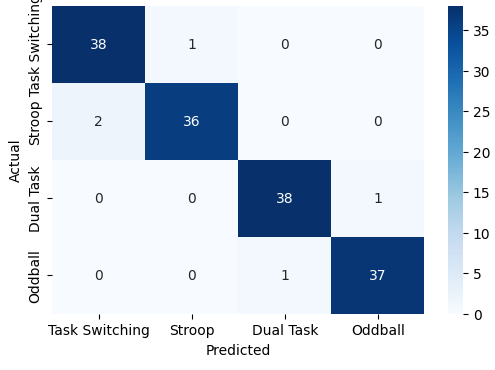 Task Switching
38 1 0 0
Stroop
2 36 0 0
Dual Task
0 0 38 1
Oddball
0 0 1 37
Actual
Task Switching Stroop Dual Task Oddball
Predicted
35
30
25
20
15
10
5
0